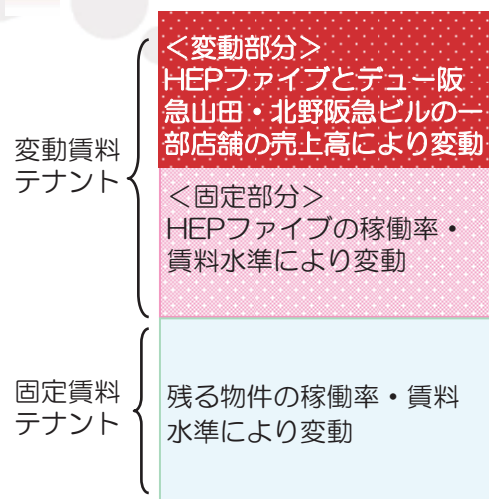 ＜変動部分＞
HEPファイブとデュー阪
急山田・北野阪急ビルの一
部店舗の売上高により変動
変動賃料
テナント
＜固定部分＞
HEPファイブの稼働率・
賃料水準により変動
固定賃料
テナント
残る物件の稼働率・賃料
水準により変動